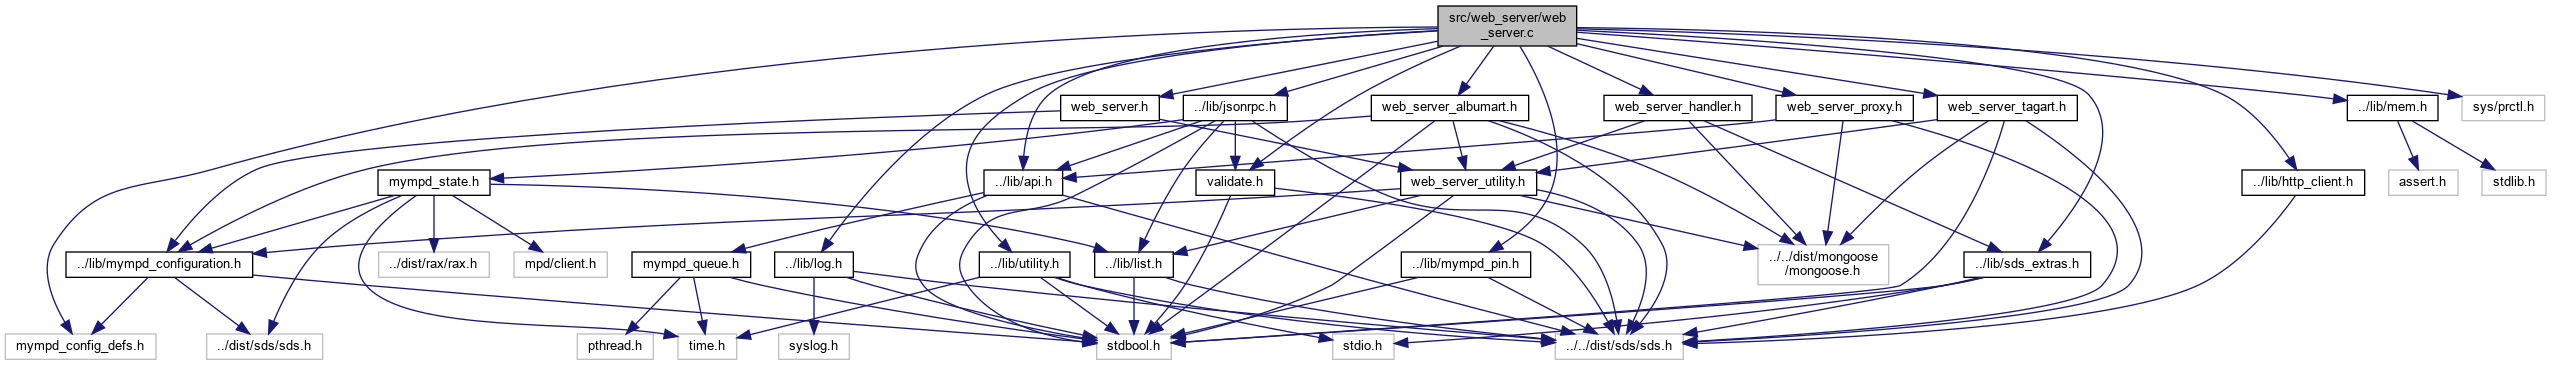 src/web_server/web
_server.c
web_server.h
../lib/jsonrpc.h
web_server_albumart.h
web_server_handler.h
web_server_proxy.h
web_server_tagart.h
../lib/mem.h
sys/prctl.h
mympd_state.h
../lib/api.h
validate.h
web_server_utility.h
../lib/http_client.h
assert.h
stdlib.h
../lib/mympd_configuration.h
../dist/rax/rax.h
mpd/client.h
mympd_queue.h
../lib/log.h
../lib/utility.h
../lib/list.h
../lib/mympd_pin.h
../../dist/mongoose
/mongoose.h
../lib/sds_extras.h
mympd_config_defs.h
../dist/sds/sds.h
pthread.h
time.h
syslog.h
stdbool.h
stdio.h
../../dist/sds/sds.h